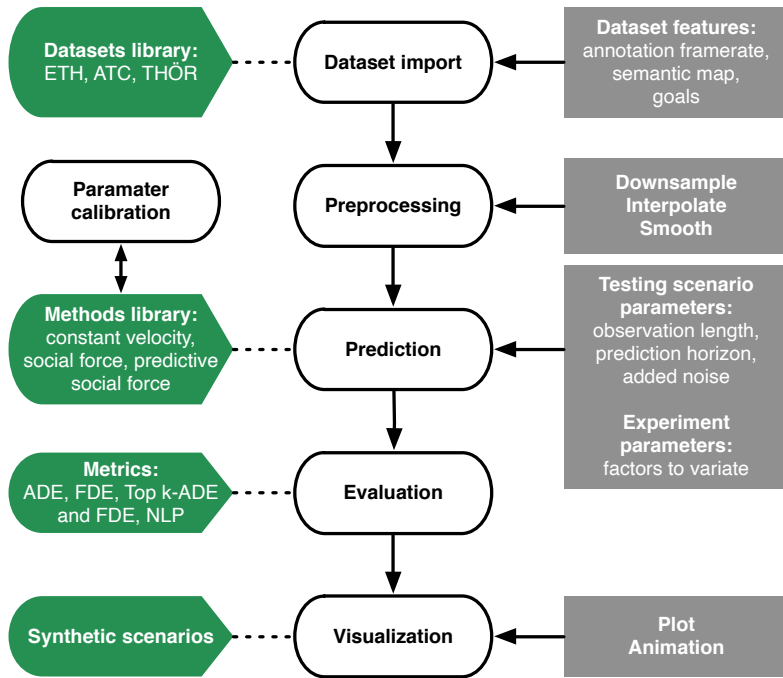 Datasets library:
ETH, ATC, THÖR
Dataset import
Dataset features:
annotation framerate,
semantic map,
goals
Paramater
calibration
Preprocessing
Downsample
Interpolate
Smooth
Methods library:
constant velocity,
social force, predictive
social force
Prediction
Testing scenario
parameters:
observation length,
prediction horizon,
added noise
Experiment
parameters:
factors to variate
Metrics:
ADE, FDE, Top k-ADE
and FDE, NLP
Evaluation
Synthetic scenarios
Visualization
Plot
Animation